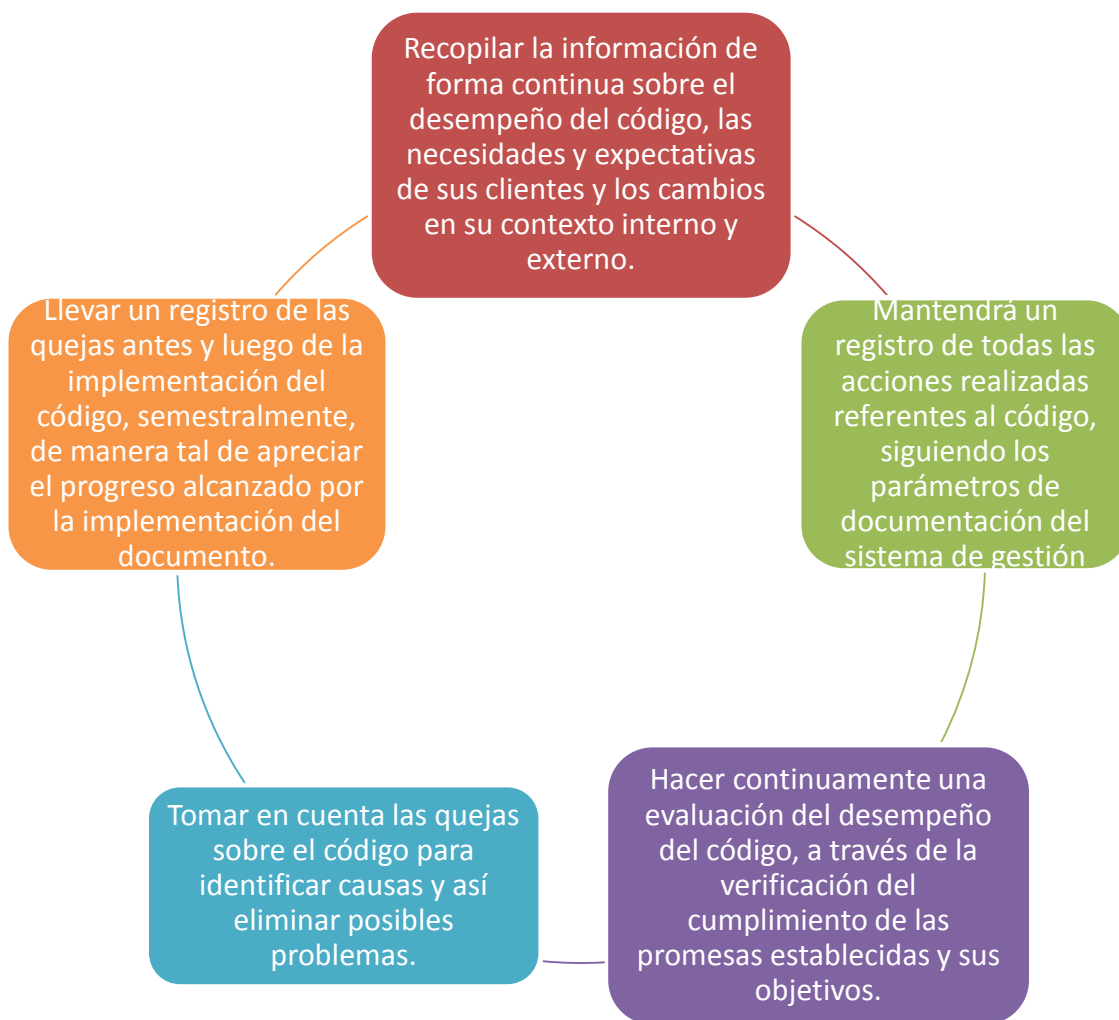 Recopilar la información de
forma continua sobre el
desempeño del código, las
necesidades y expectativas
de sus clientes y los cambios
en su contexto interno y
externo.
Mantendrá un
registro de todas las
acciones realizadas
referentes al código,
siguiendo los
parámetros de
documentación del
sistema de gestión
Hacer continuamente una
evaluación del desempeño
del código, a través de la
verificación del
cumplimiento de las
promesas establecidas y sus
objetivos.
Tomar en cuenta las quejas
sobre el código para
identificar causas y así
eliminar posibles
problemas.
Llevar un registro de las
quejas antes y luego de la
implementación del
código, semestralmente,
de manera tal de apreciar
el progreso alcanzado por
la implementación del
documento.